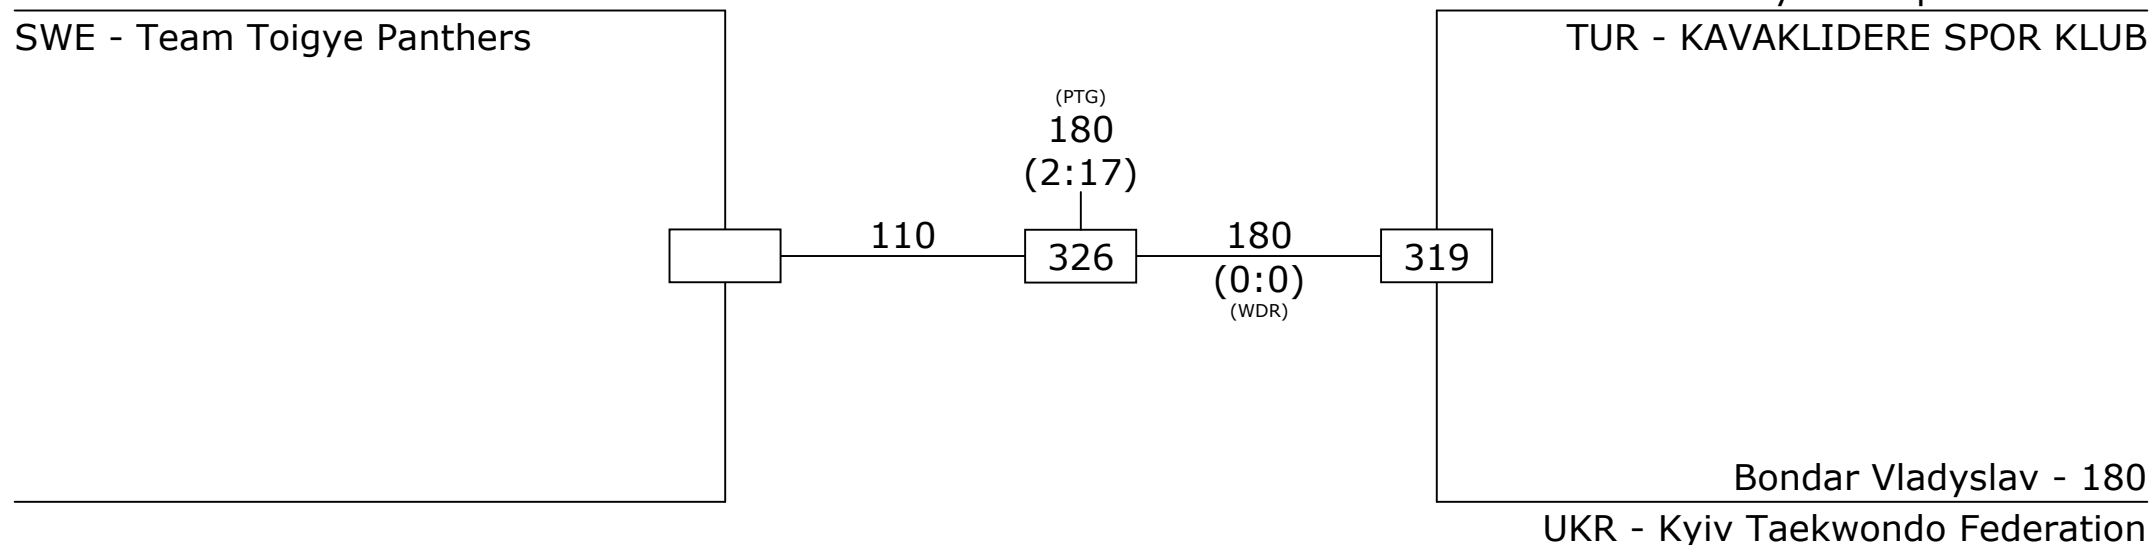 SWE - Team Toigye Panthers
TUR - KAVAKLIDERE SPOR KLUB
(PTG)
180
(2:17)
110
326
180
319
(0:0)
(WDR)
Bondar Vladyslav - 180
UKR - Kyiv Taekwondo Federation